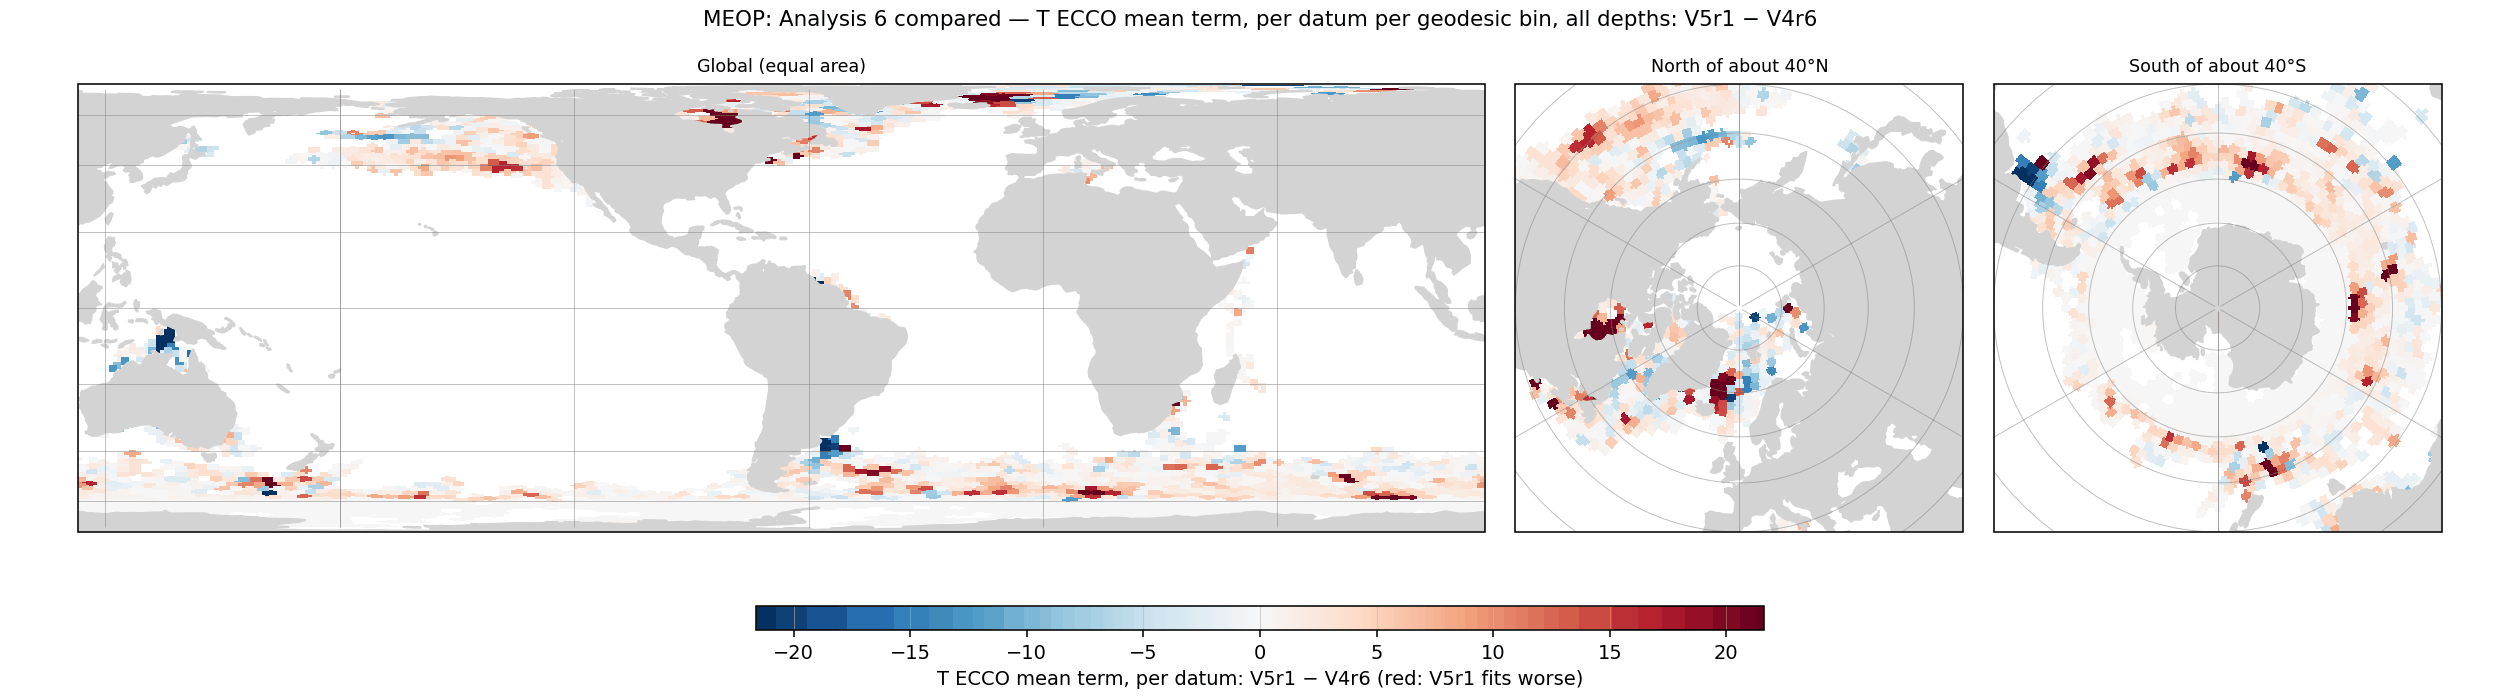 MEOP: Analysis 6 compared — T ECCO mean term, per datum per geodesic bin, all depths: V5r1 − V4r6
Global (equal area)
North of about 40°N
South of about 40°S
−20 −15 −10 −5 0 5 10 15 20
T ECCO mean term, per datum: V5r1 − V4r6 (red: V5r1 fits worse)